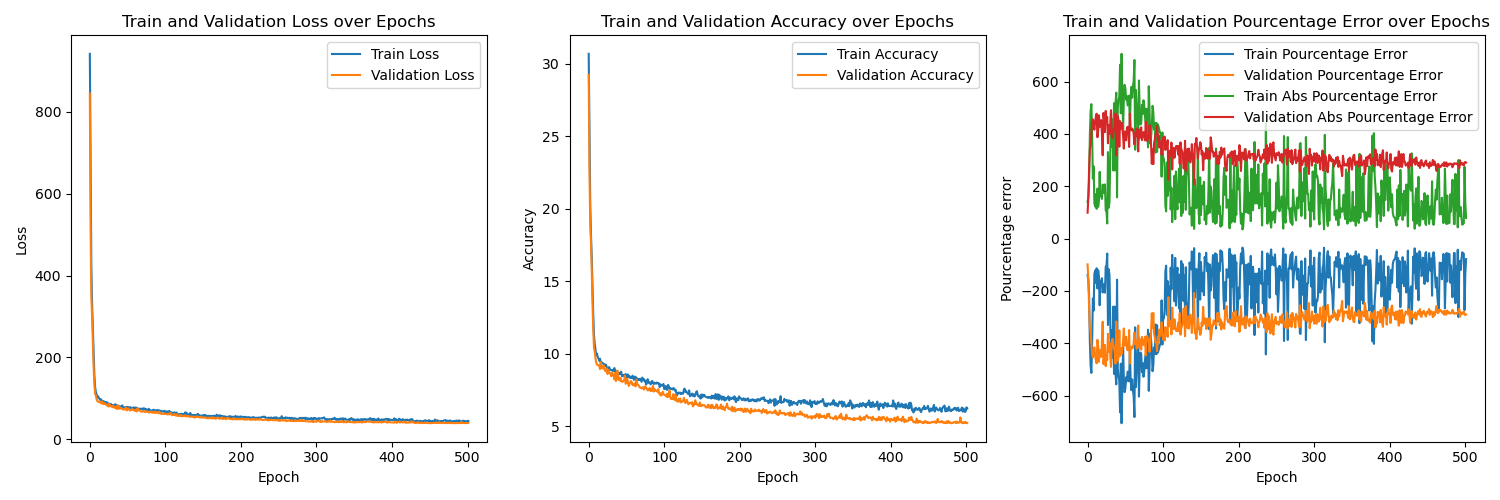 Train and Validation Loss over Epochs
Train Loss
Validation Loss
Loss
800
600
400
200
0
0 100 200 300 400 500
Epoch
Train and Validation Accuracy over Epochs
Train Accuracy
Validation Accuracy
Accuracy
30
25
20
15
10
5
0 100 200 300 400 500
Epoch
Train and Validation Pourcentage Error over Epochs
Train Pourcentage Error
Validation Pourcentage Error
Train Abs Pourcentage Error
Validation Abs Pourcentage Error
Pourcentage error
600
400
200
0
−200
−400
−600
0 100 200 300 400 500
Epoch